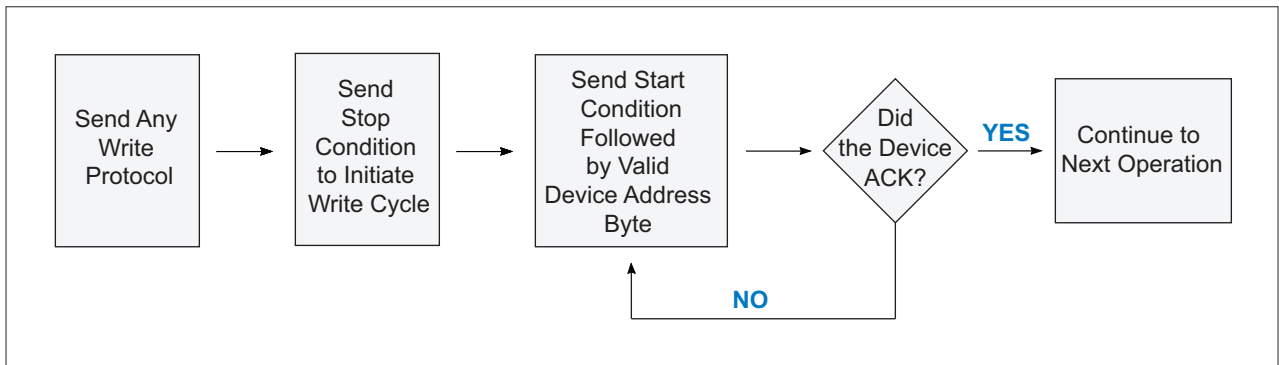 Send Any
Write
Protocol
Send
Stop
Condition
to Initiate
Write Cycle
Send Start
Condition
Followed
by Valid
Device Address
Byte
Did
the Device
ACK?
YES
Continue to
Next Operation
NO